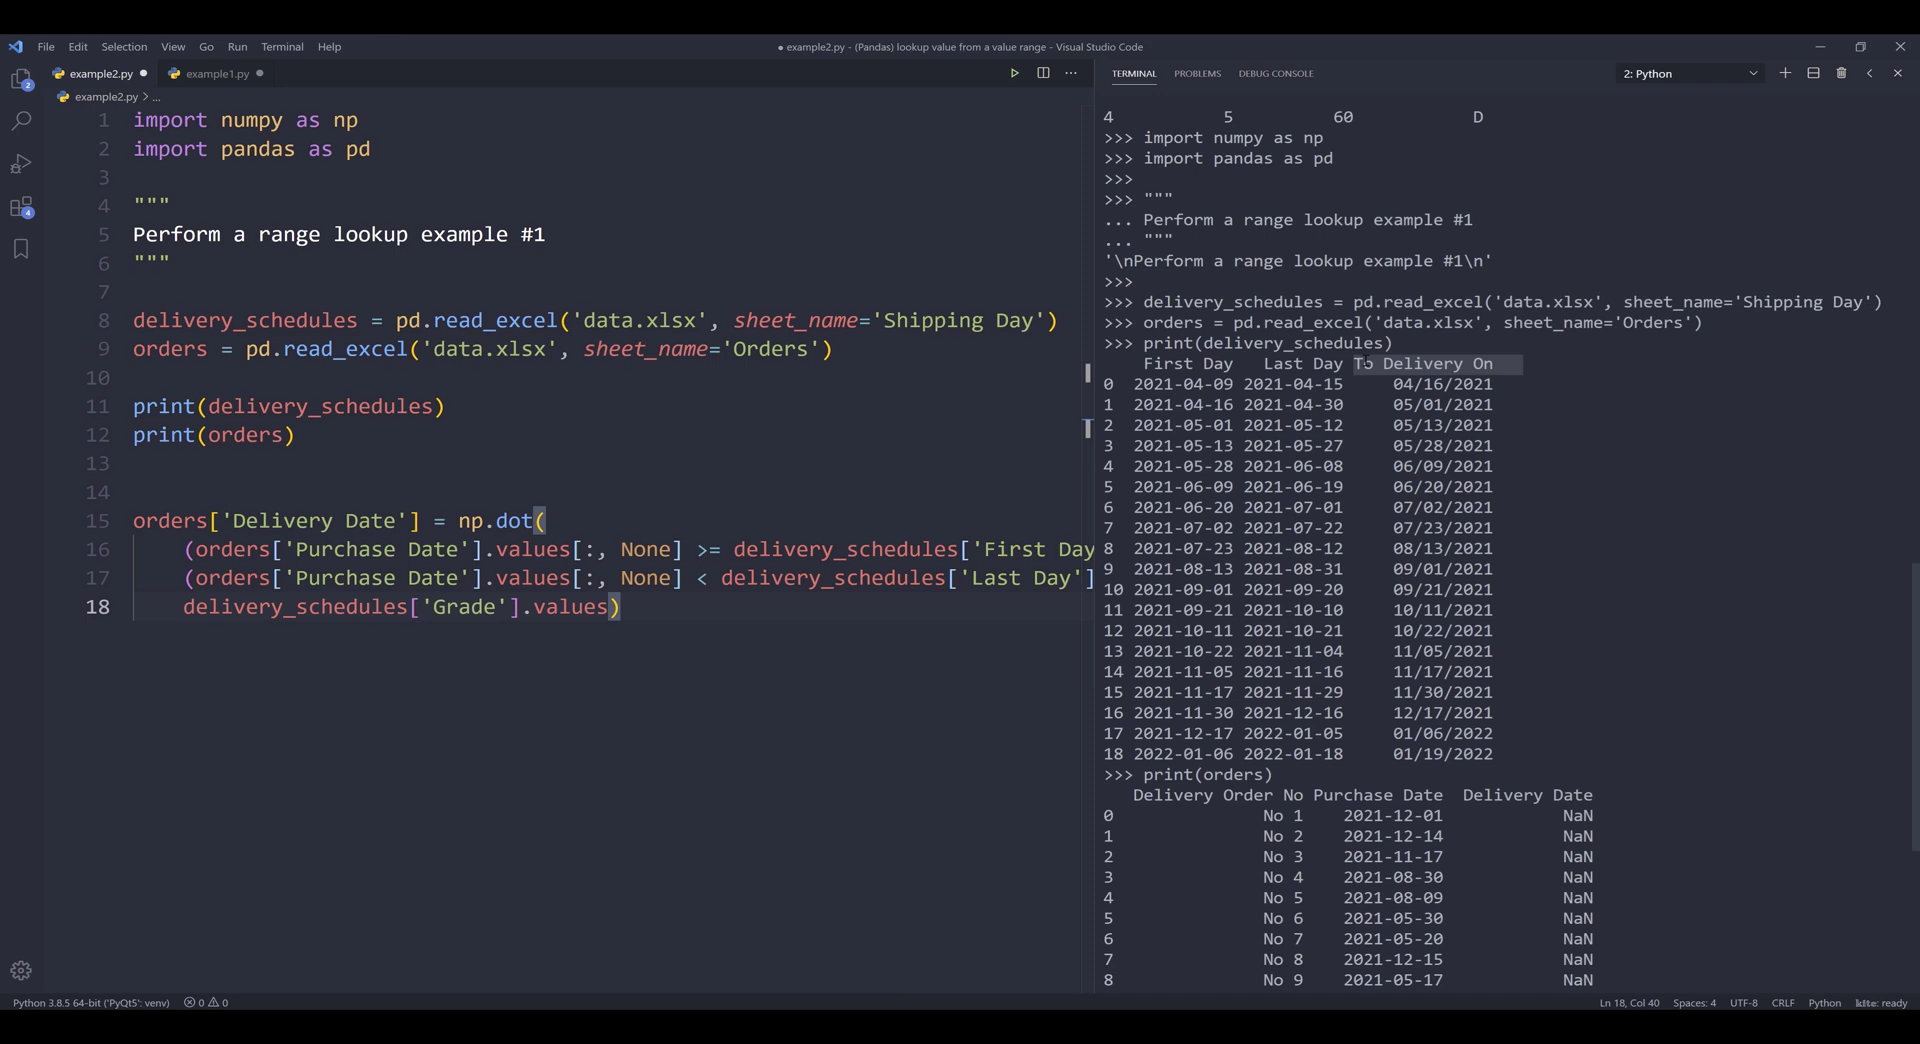 File Edit Selection View Go Run Terminal Help
● example2.py - (Pandas) lookup value from a value range - Visual Studio Code
example2.py
example1.py
TERMINAL PROBLEMS DEBUG CONSOLE
2: Python
example2.py > ...
2
4
1 import numpy as np
2 import pandas as pd
3
4 """
5 Perform a range lookup example #1
6 """
7
8 delivery_schedules = pd.read_excel('data.xlsx', sheet_name='Shipping Day')
9 orders = pd.read_excel('data.xlsx', sheet_name='Orders')
10
11 print(delivery_schedules)
12 print(orders)
13
14
15 orders['Delivery Date'] = np.dot(
16 (orders['Purchase Date'].values[:, None] >= delivery_schedules['First Day
17 (orders['Purchase Date'].values[:, None] < delivery_schedules['Last Day']
18 delivery_schedules['Grade'].values)
4 5 60 D
>>> import numpy as np
>>> import pandas as pd
>>>
>>> """
... Perform a range lookup example #1
... """
'\nPerform a range lookup example #1\n'
>>>
>>> delivery_schedules = pd.read_excel('data.xlsx', sheet_name='Shipping Day')
>>> orders = pd.read_excel('data.xlsx', sheet_name='Orders')
>>> print(delivery_schedules)
First Day Last Day To Delivery On
0 2021-04-09 2021-04-15 04/16/2021
1 2021-04-16 2021-04-30 05/01/2021
2 2021-05-01 2021-05-12 05/13/2021
3 2021-05-13 2021-05-27 05/28/2021
4 2021-05-28 2021-06-08 06/09/2021
5 2021-06-09 2021-06-19 06/20/2021
6 2021-06-20 2021-07-01 07/02/2021
7 2021-07-02 2021-07-22 07/23/2021
8 2021-07-23 2021-08-12 08/13/2021
9 2021-08-13 2021-08-31 09/01/2021
10 2021-09-01 2021-09-20 09/21/2021
11 2021-09-21 2021-10-10 10/11/2021
12 2021-10-11 2021-10-21 10/22/2021
13 2021-10-22 2021-11-04 11/05/2021
14 2021-11-05 2021-11-16 11/17/2021
15 2021-11-17 2021-11-29 11/30/2021
16 2021-11-30 2021-12-16 12/17/2021
17 2021-12-17 2022-01-05 01/06/2022
18 2022-01-06 2022-01-18 01/19/2022
>>> print(orders)
Delivery Order No Purchase Date Delivery Date
0 No 1 2021-12-01 NaN
1 No 2 2021-12-14 NaN
2 No 3 2021-11-17 NaN
3 No 4 2021-08-30 NaN
4 No 5 2021-08-09 NaN
5 No 6 2021-05-30 NaN
6 No 7 2021-05-20 NaN
7 No 8 2021-12-15 NaN
8 No 9 2021-05-17 NaN
Python 3.8.5 64-bit ('PyQt5': venv) 0 0
Ln 18, Col 40 Spaces: 4 UTF-8 CRLF Python kite: ready